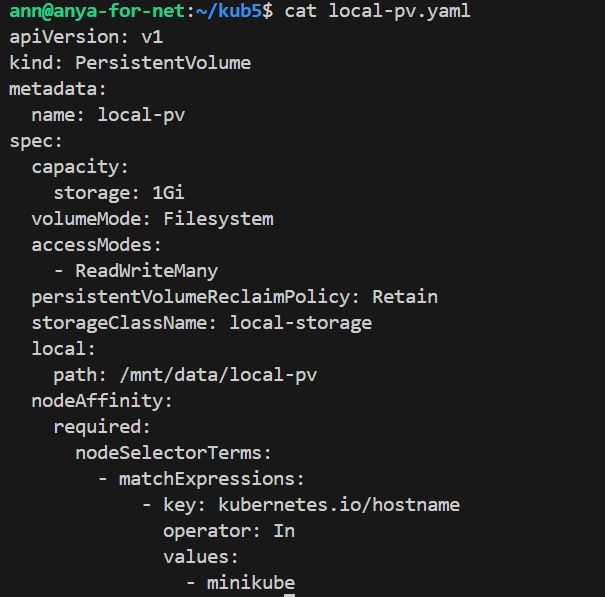 ann@anya-for-net:~/kub5$ cat local-pv.yaml
apiVersion: v1
kind: PersistentVolume
metadata:
  name: local-pv
spec:
  capacity:
    storage: 1Gi
  volumeMode: Filesystem
  accessModes:
    - ReadWriteMany
  persistentVolumeReclaimPolicy: Retain
  storageClassName: local-storage
  local:
    path: /mnt/data/local-pv
  nodeAffinity:
    required:
      nodeSelectorTerms:
        - matchExpressions:
            - key: kubernetes.io/hostname
              operator: In
              values:
                - minikube